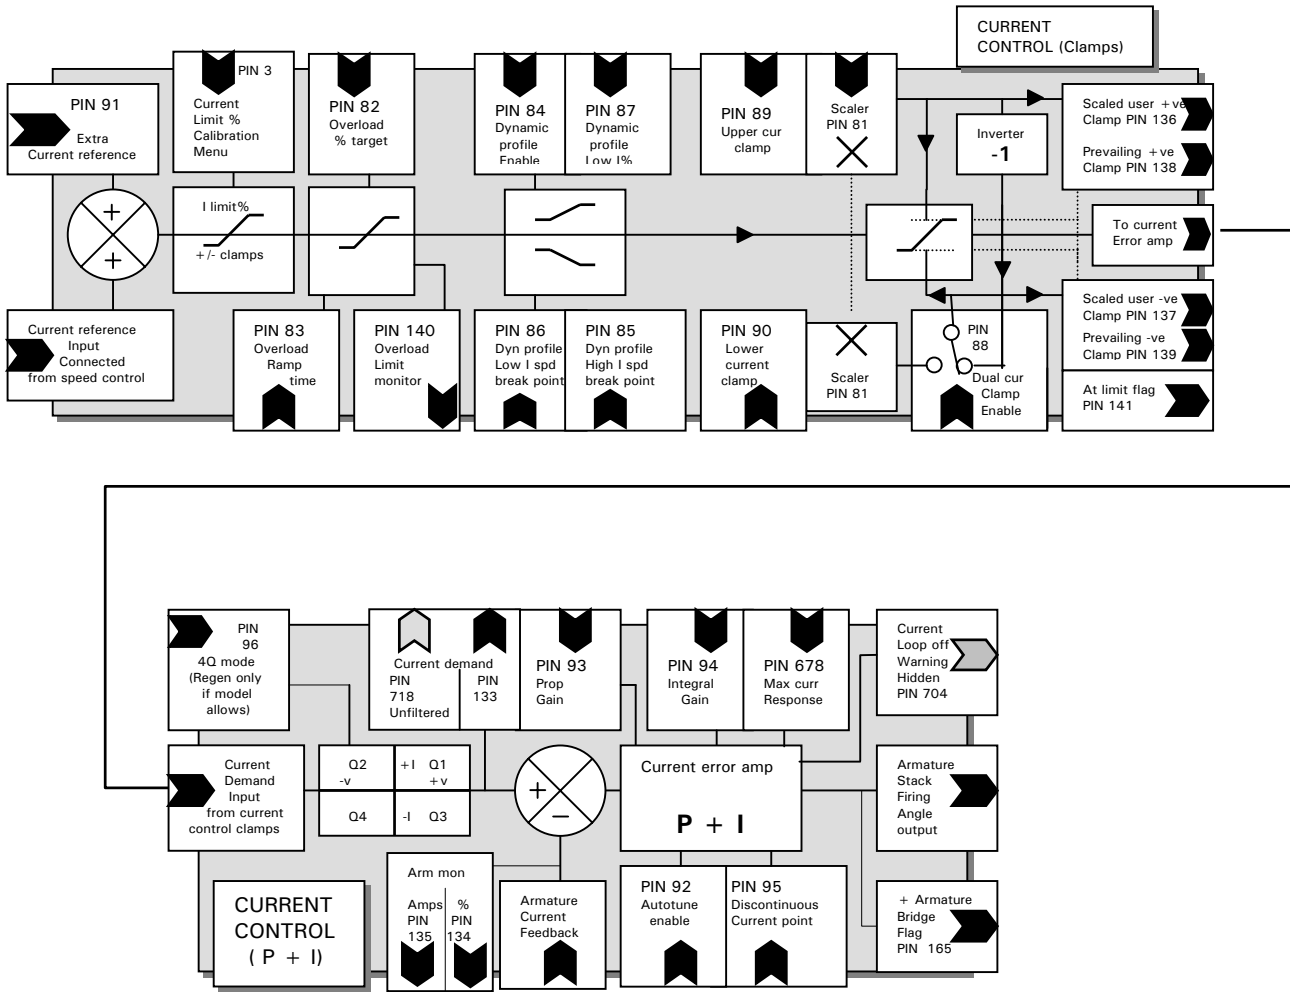 CURRENT
CONTROL (Clamps)
PIN 91
Extra
Current reference
PIN 3
Current
Limit %
Calibration
Menu
PIN 82
Overload
% target
PIN 84
Dynamic
profile
Enable
PIN 87
Dynamic
profile
Low I%
PIN 89
Upper cur
clamp
Scaler
PIN 81
Inverter
-1
Scaled user +ve
Clamp PIN 136
Prevailing +ve
Clamp PIN 138
+
+
I limit%
+/- clamps
To current
Error amp
Current reference
Input
Connected
from speed control
PIN 83
Overload
Ramp
time
PIN 140
Overload
Limit
monitor
PIN 86
Dyn profile
Low I spd
break point
PIN 85
Dyn profile
High I spd
break point
PIN 90
Lower
current
clamp
Scaler
PIN 81
PIN
88
Dual cur
Clamp
Enable
Scaled user -ve
Clamp PIN 137
Prevailing -ve
Clamp PIN 139
At limit flag
PIN 141
PIN
96
4Q mode
(Regen only
if model
allows)
Current demand
PIN
718
Unfiltered
PIN
133
PIN 93
Prop
Gain
PIN 94
Integral
Gain
PIN 678
Max curr
Response
Current
Loop off
Warning
Hidden
PIN 704
Current
Demand
Input
from current
control clamps
Q2
-v
+I Q1
+v
Q4
-I Q3
+
−
Current error amp
P + I
Armature
Stack
Firing
Angle
output
CURRENT
CONTROL
( P + I)
Arm mon
Amps
PIN
135
%
PIN
134
Armature
Current
Feedback
PIN 92
Autotune
enable
PIN 95
Discontinuous
Current point
+ Armature
Bridge
Flag
PIN 165